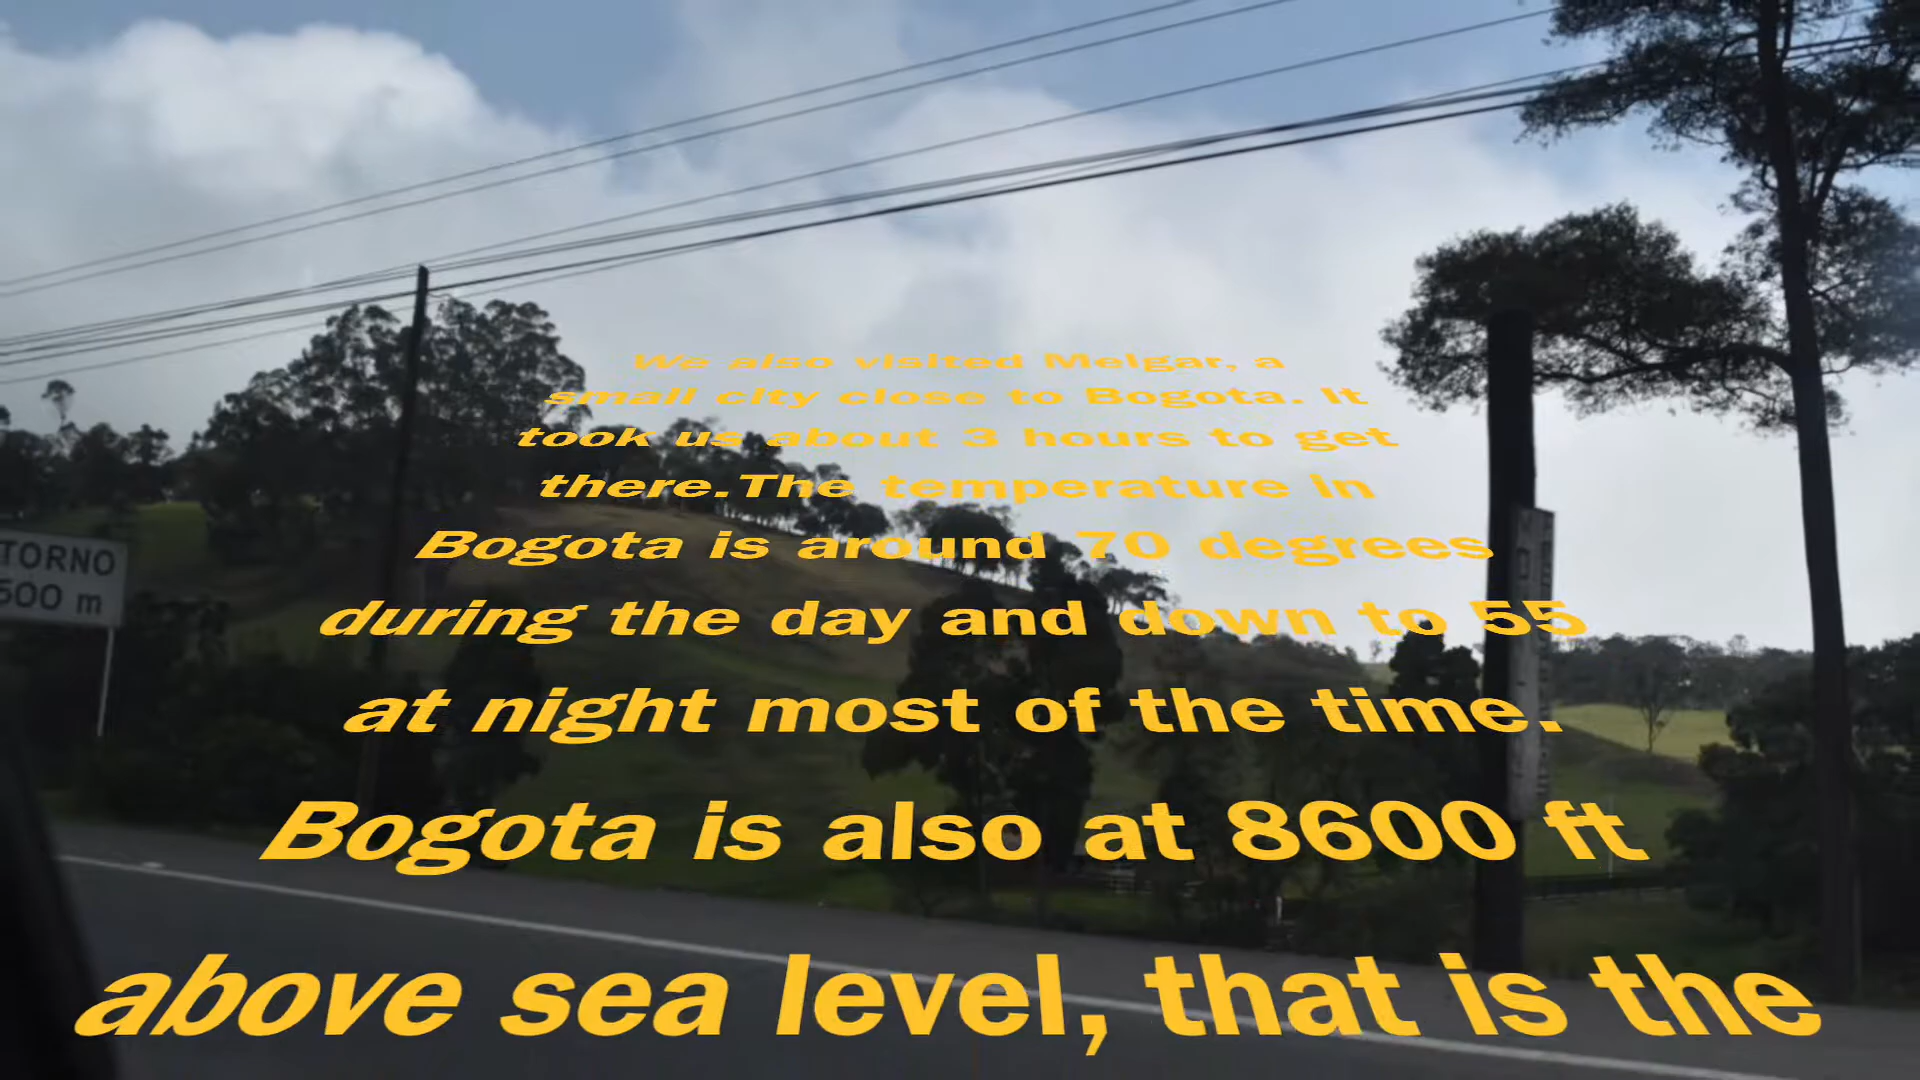 We also visited Melgar, a
small city close to Bogota. It
took us about 3 hours to get
there.The temperature in
Bogota is around 70 degrees
during the day and down to 55
at night most of the time.
Bogota is also at 8600 ft
above sea level, that is the
TORNO
500 m